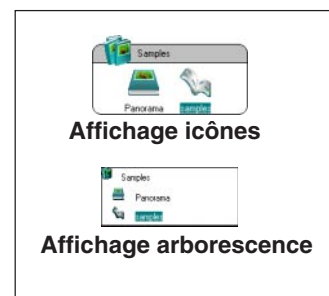 Samples
Panorama samples
Affichage icônes
Samples
Panorama
samples
Affichage arborescence